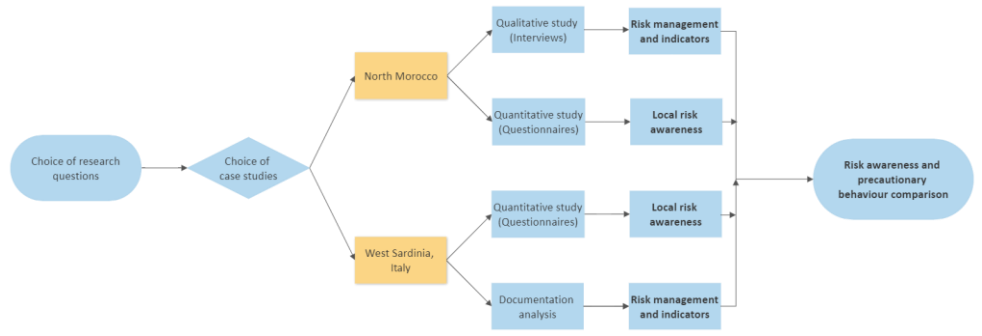 Choice of research
questions
Choice of
case studies
North Morocco
Qualitative study
(Interviews)
Risk management
and indicators
Quantitative study
(Questionnaires)
Local risk
awareness
West Sardinia,
Italy
Quantitative study
(Questionnaires)
Local risk
awareness
Documentation
analysis
Risk management
and indicators
Risk awareness and
precautionary
behaviour comparison